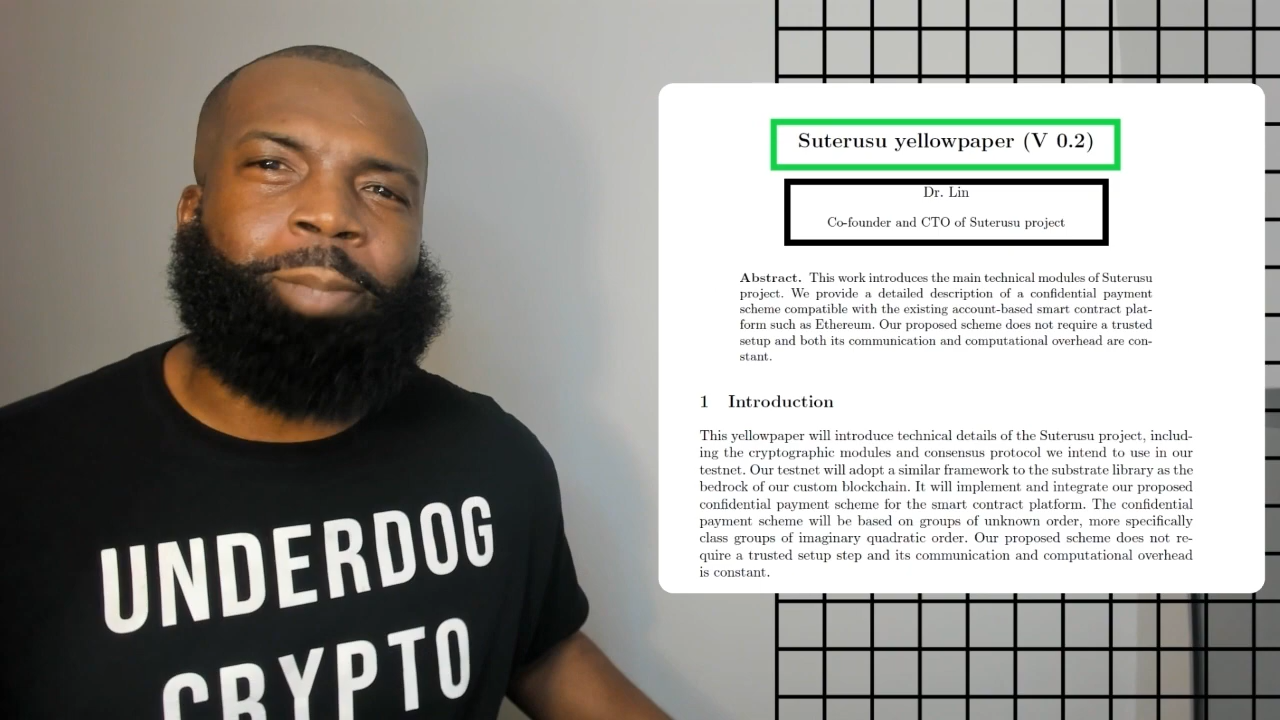 UNDERDOG
CRYPTO
Suterusu yellowpaper (V 0.2)
Dr. Lin
Co-founder and CTO of Suterusu project
Abstract. This work introduces the main technical modules of Suterusu
project. We provide a detailed description of a confidential payment
scheme compatible with the existing account-based smart contract plat-
form such as Ethereum. Our proposed scheme does not require a trusted
setup and both its communication and computational overhead are con-
stant.
1 Introduction
This yellowpaper will introduce technical details of the Suterusu project, includ-
ing the cryptographic modules and consensus protocol we intend to use in our
testnet. Our testnet will adopt a similar framework to the substrate library as the
bedrock of our custom blockchain. It will implement and integrate our proposed
confidential payment scheme for the smart contract platform. The confidential
payment scheme will be based on groups of unknown order, more specifically
class groups of imaginary quadratic order. Our proposed scheme does not re-
quire a trusted setup step and its communication and computational overhead
is constant.